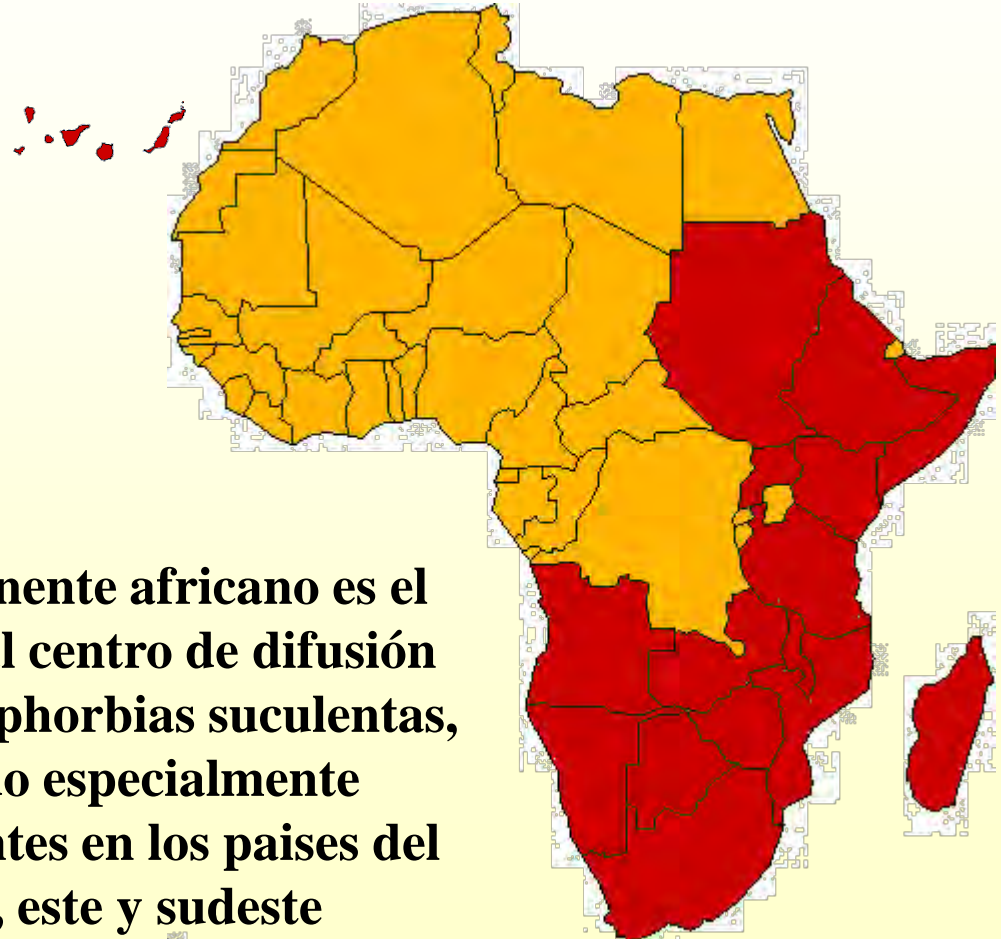 nente africano es el
l centro de difusión
phorbias suculentas,
o especialmente
ntes en los paises del
, este y sudeste